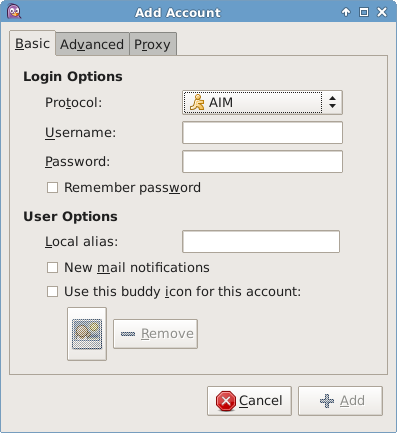 Add Account
Basic Advanced Proxy
Login Options
Protocol: AIM
Username:
Password:
Remember password
User Options
Local alias:
New mail notifications
Use this buddy icon for this account:
Remove
Cancel Add